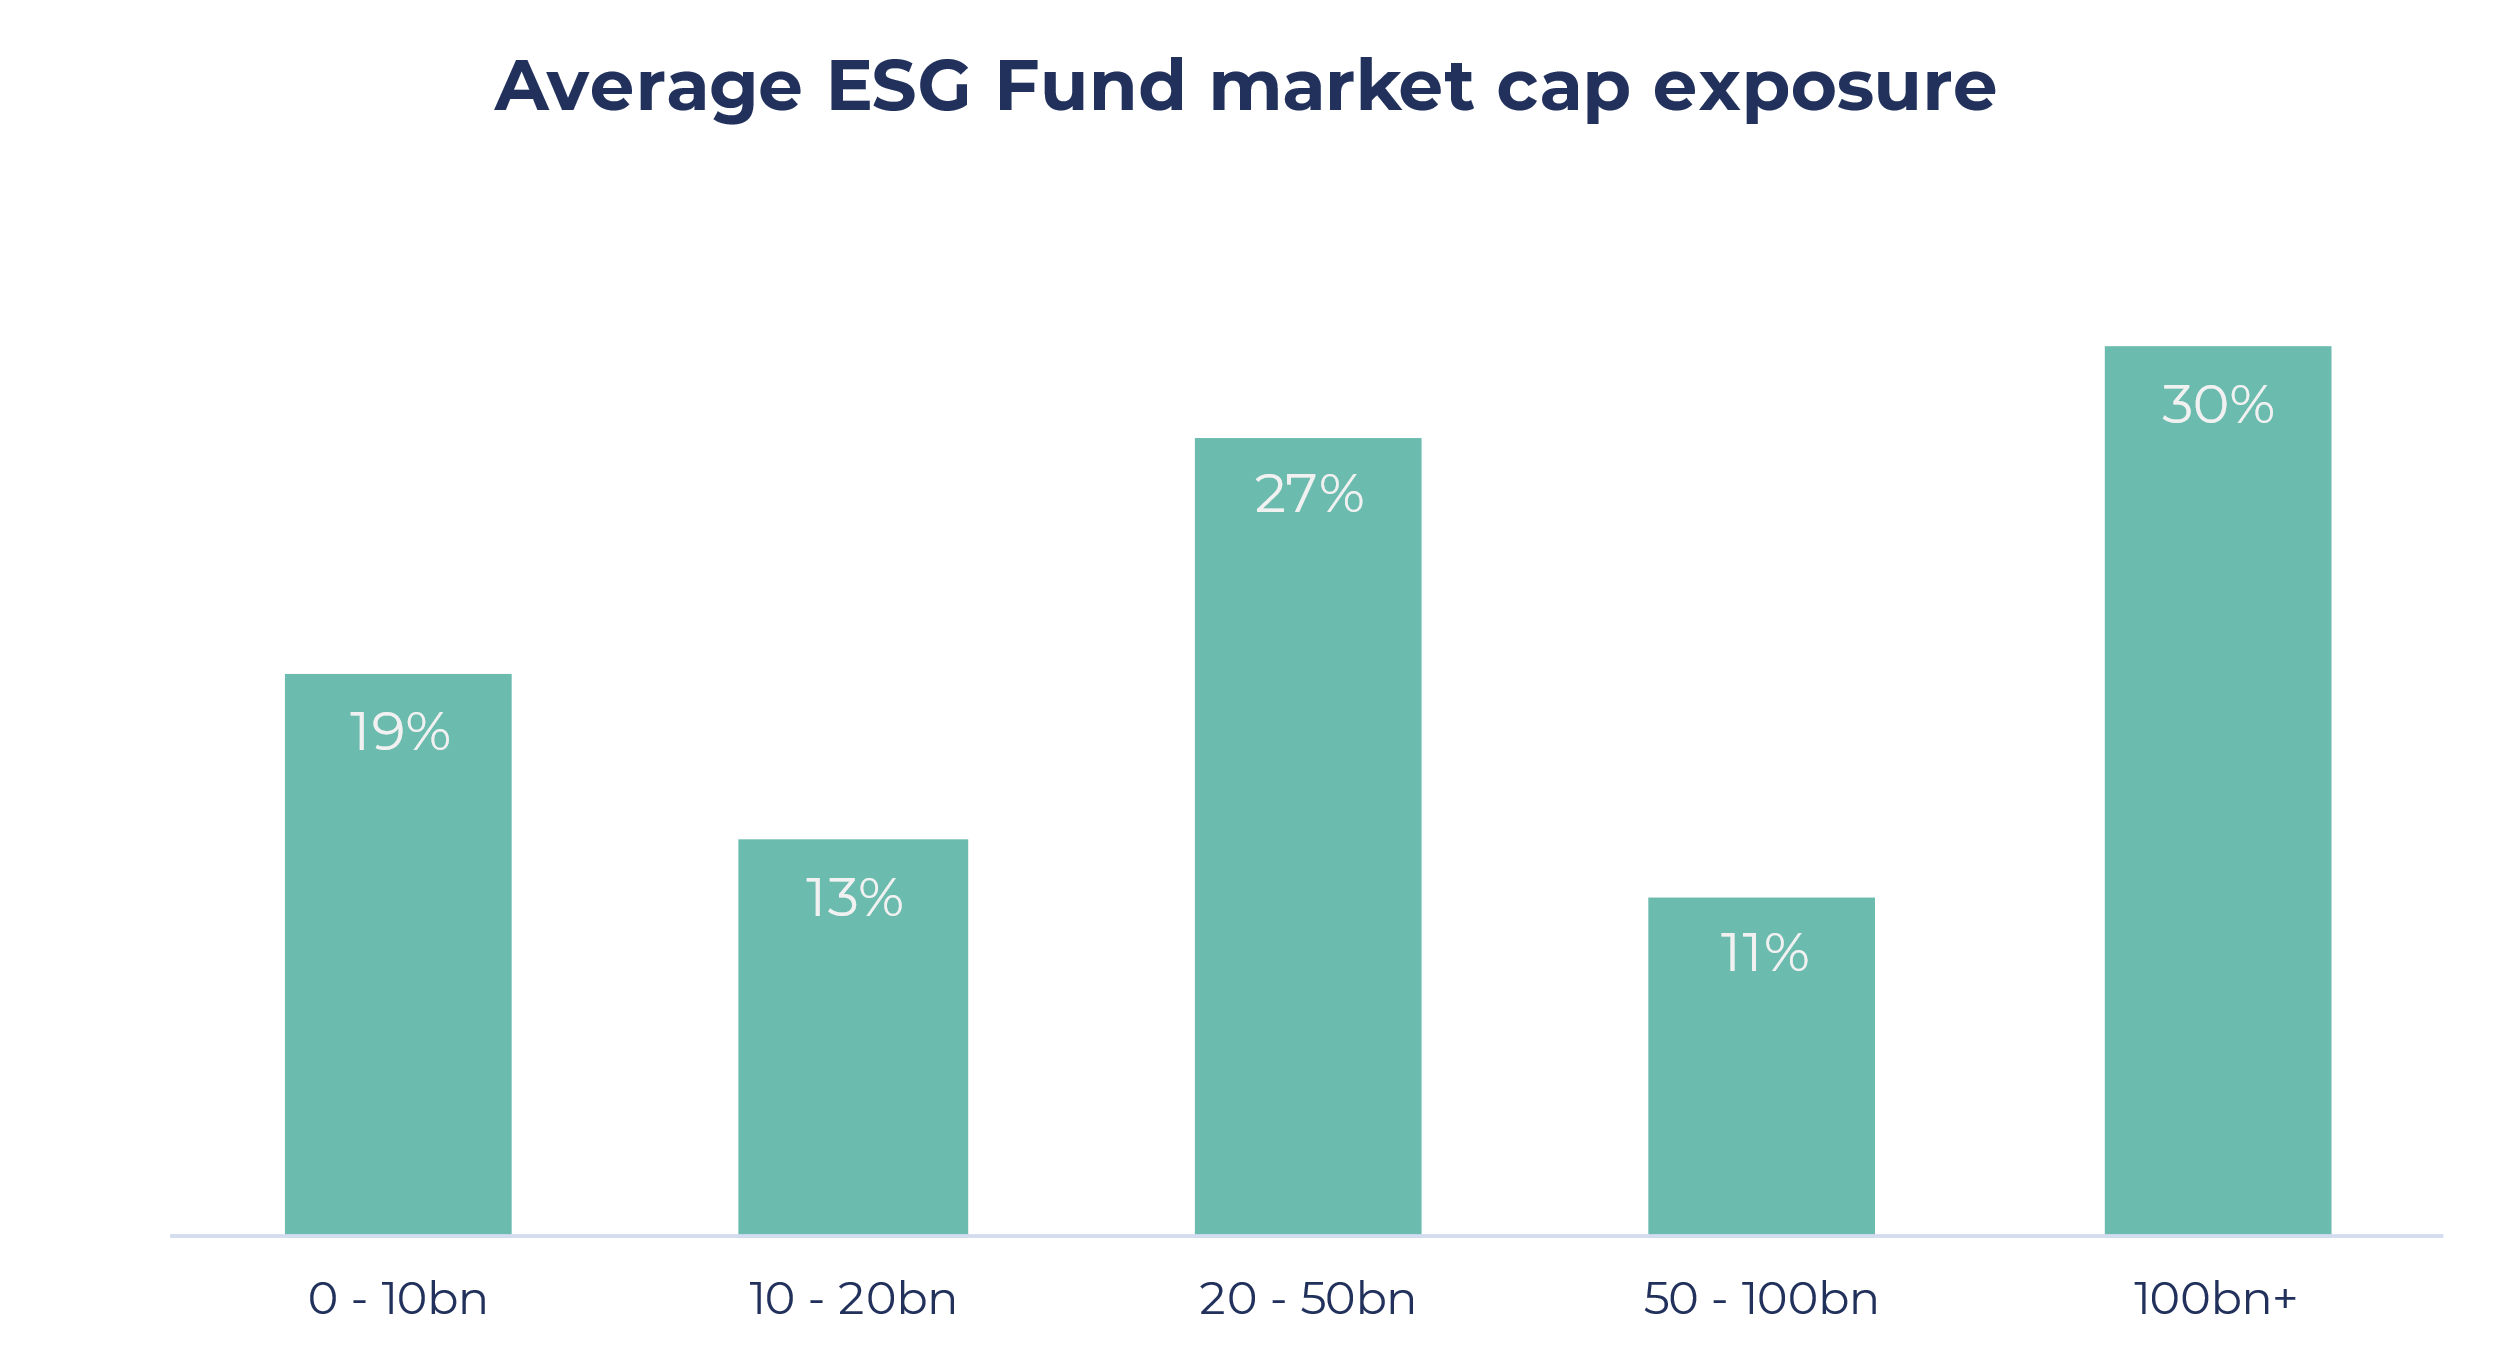 Average ESG Fund market cap exposure
30%
27%
19%
13%
11%
0 - 10bn
10 - 20bn
20 - 50bn
50 - 100bn
100bn+